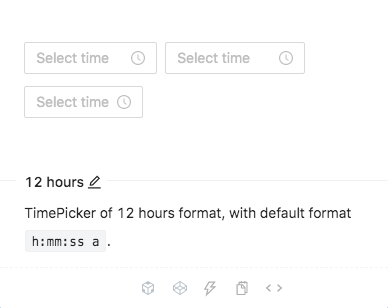 Select time Select time
Select time
12 hours
TimePicker of 12 hours format, with default format
h:mm:ss a .